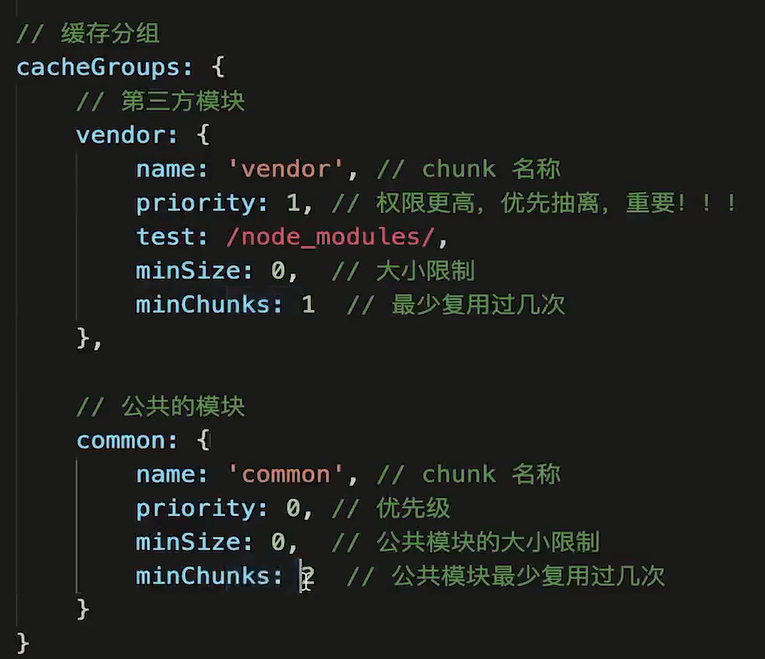 // 缓存分组
cacheGroups: {
// 第三方模块
vendor: {
name: 'vendor', // chunk 名称
priority: 1, // 权限更高，优先抽离，重要！！！
test: /node_modules/,
minSize: 0,  // 大小限制
minChunks: 1  // 最少复用过几次
},
// 公共的模块
common: {
name: 'common', // chunk 名称
priority: 0, // 优先级
minSize: 0,  // 公共模块的大小限制
minChunks: 2  // 公共模块最少复用过几次
}
}